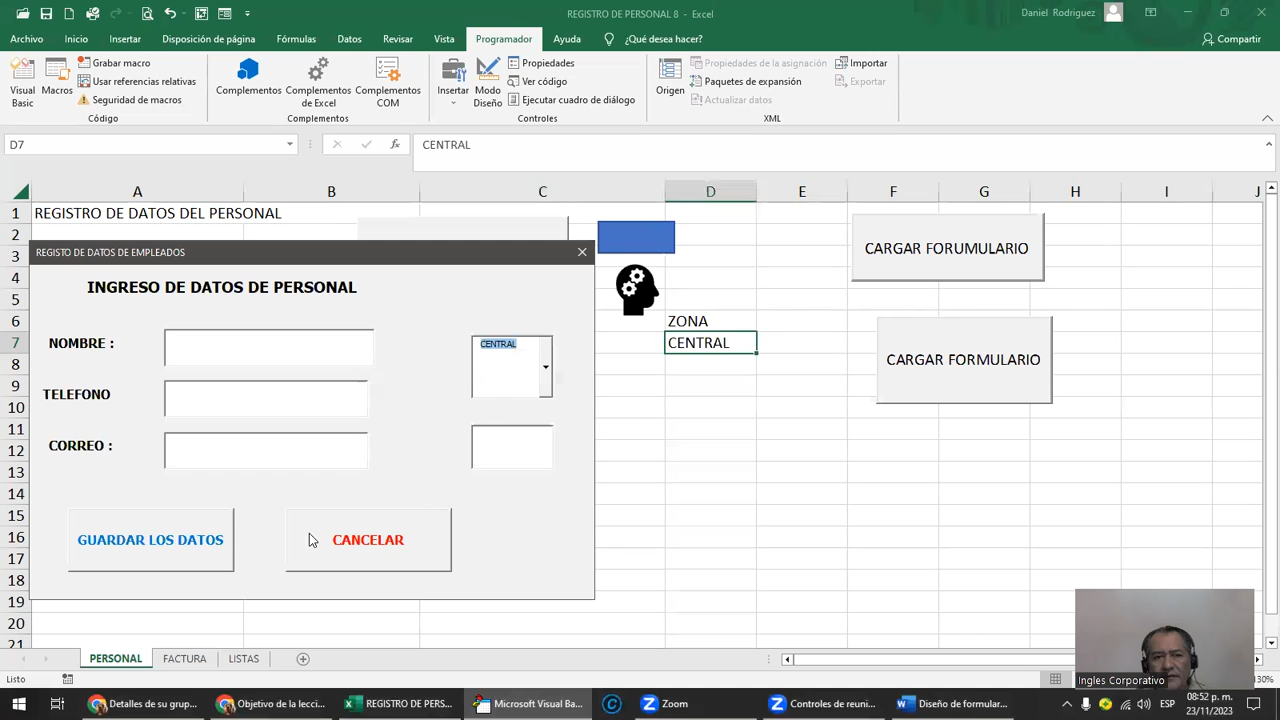 REGISTRO DE PERSONAL 8 - Excel
Daniel Rodriguez
Archivo
Inicio
Insertar
Disposición de página
Fórmulas
Datos
Revisar
Vista
Programador
Ayuda
¿Qué desea hacer?
Compartir
Visual Basic
Macros
Grabar macro
Usar referencias relativas
Seguridad de macros
Código
Complementos
Complementos de Excel
Complementos COM
Complementos
Insertar
Modo Diseño
Propiedades
Ver código
Ejecutar cuadro de diálogo
Controles
Origen
Propiedades de la asignación
Paquetes de expansión
Actualizar datos
Importar
Exportar
XML
D7
fx
CENTRAL
A B C D E F G H I J
1 REGISTRO DE DATOS DEL PERSONAL
2
3
4
5
6 ZONA
7 CENTRAL
8
9
10
11
12
13
14
15
16
17
18
19
20
21
CARGAR FORUMULARIO
CARGAR FORMULARIO
REGISTO DE DATOS DE EMPLEADOS
INGRESO DE DATOS DE PERSONAL
NOMBRE :
CENTRAL
TELEFONO
CORREO :
GUARDAR LOS DATOS
CANCELAR
Ingles Corporativo
PERSONAL
FACTURA
LISTAS
Listo
130%
Detalles de su grup...
Objetivo de la lecci...
REGISTRO DE PERS...
Microsoft Visual Ba...
Zoom
Controles de reuni...
Diseño de formular...
ESP
08:52 p. m.
23/11/2023